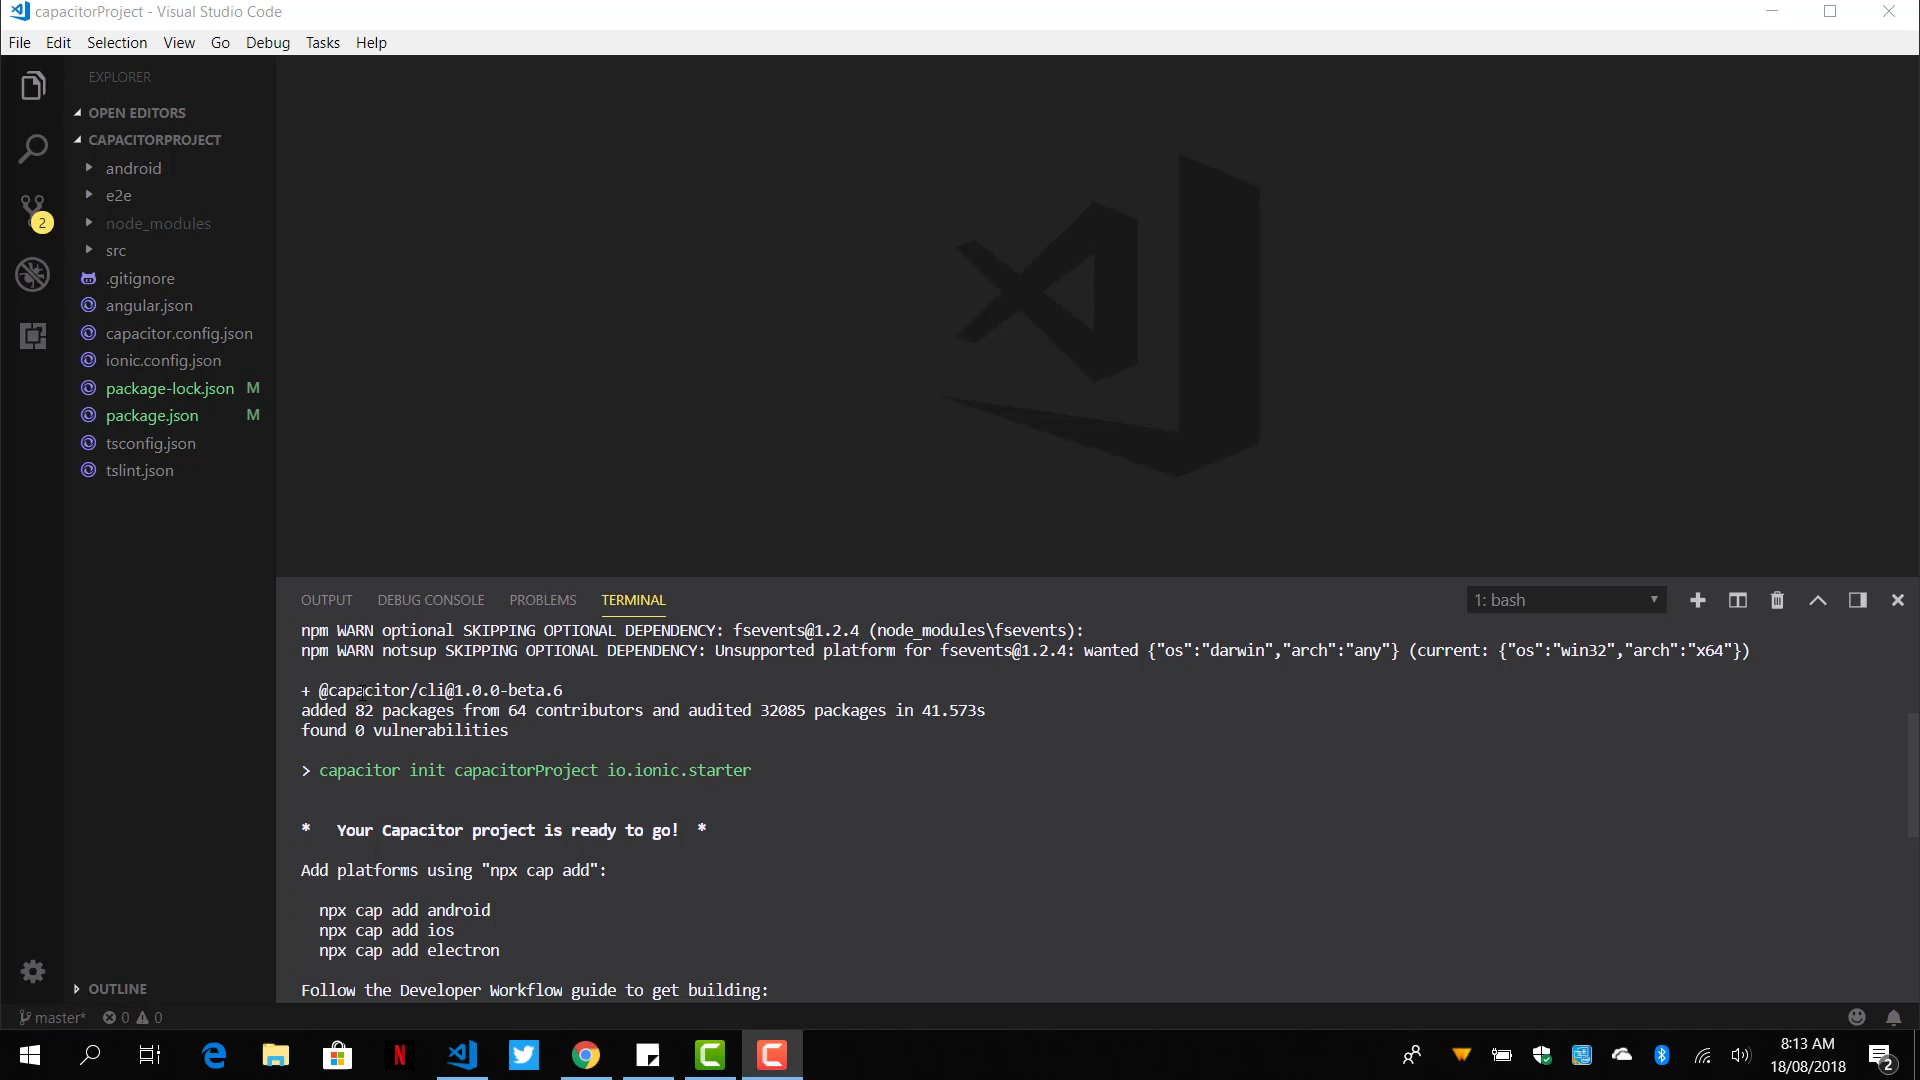 capacitorProject - Visual Studio Code
File Edit Selection View Go Debug Tasks Help
EXPLORER
OPEN EDITORS
CAPACITORPROJECT
android
e2e
node_modules
src
.gitignore
angular.json
capacitor.config.json
ionic.config.json
package-lock.json M
package.json M
tsconfig.json
tslint.json
2
OUTLINE
OUTPUT DEBUG CONSOLE PROBLEMS TERMINAL
1: bash
npm WARN optional SKIPPING OPTIONAL DEPENDENCY: fsevents@1.2.4 (node_modules\fsevents):
npm WARN notsup SKIPPING OPTIONAL DEPENDENCY: Unsupported platform for fsevents@1.2.4: wanted {"os":"darwin","arch":"any"} (current: {"os":"win32","arch":"x64"})
+ @capacitor/cli@1.0.0-beta.6
added 82 packages from 64 contributors and audited 32085 packages in 41.573s
found 0 vulnerabilities
> capacitor init capacitorProject io.ionic.starter
* Your Capacitor project is ready to go! *
Add platforms using "npx cap add":
npx cap add android
npx cap add ios
npx cap add electron
Follow the Developer Workflow guide to get building:
master* 0 0
8:13 AM
18/08/2018
2